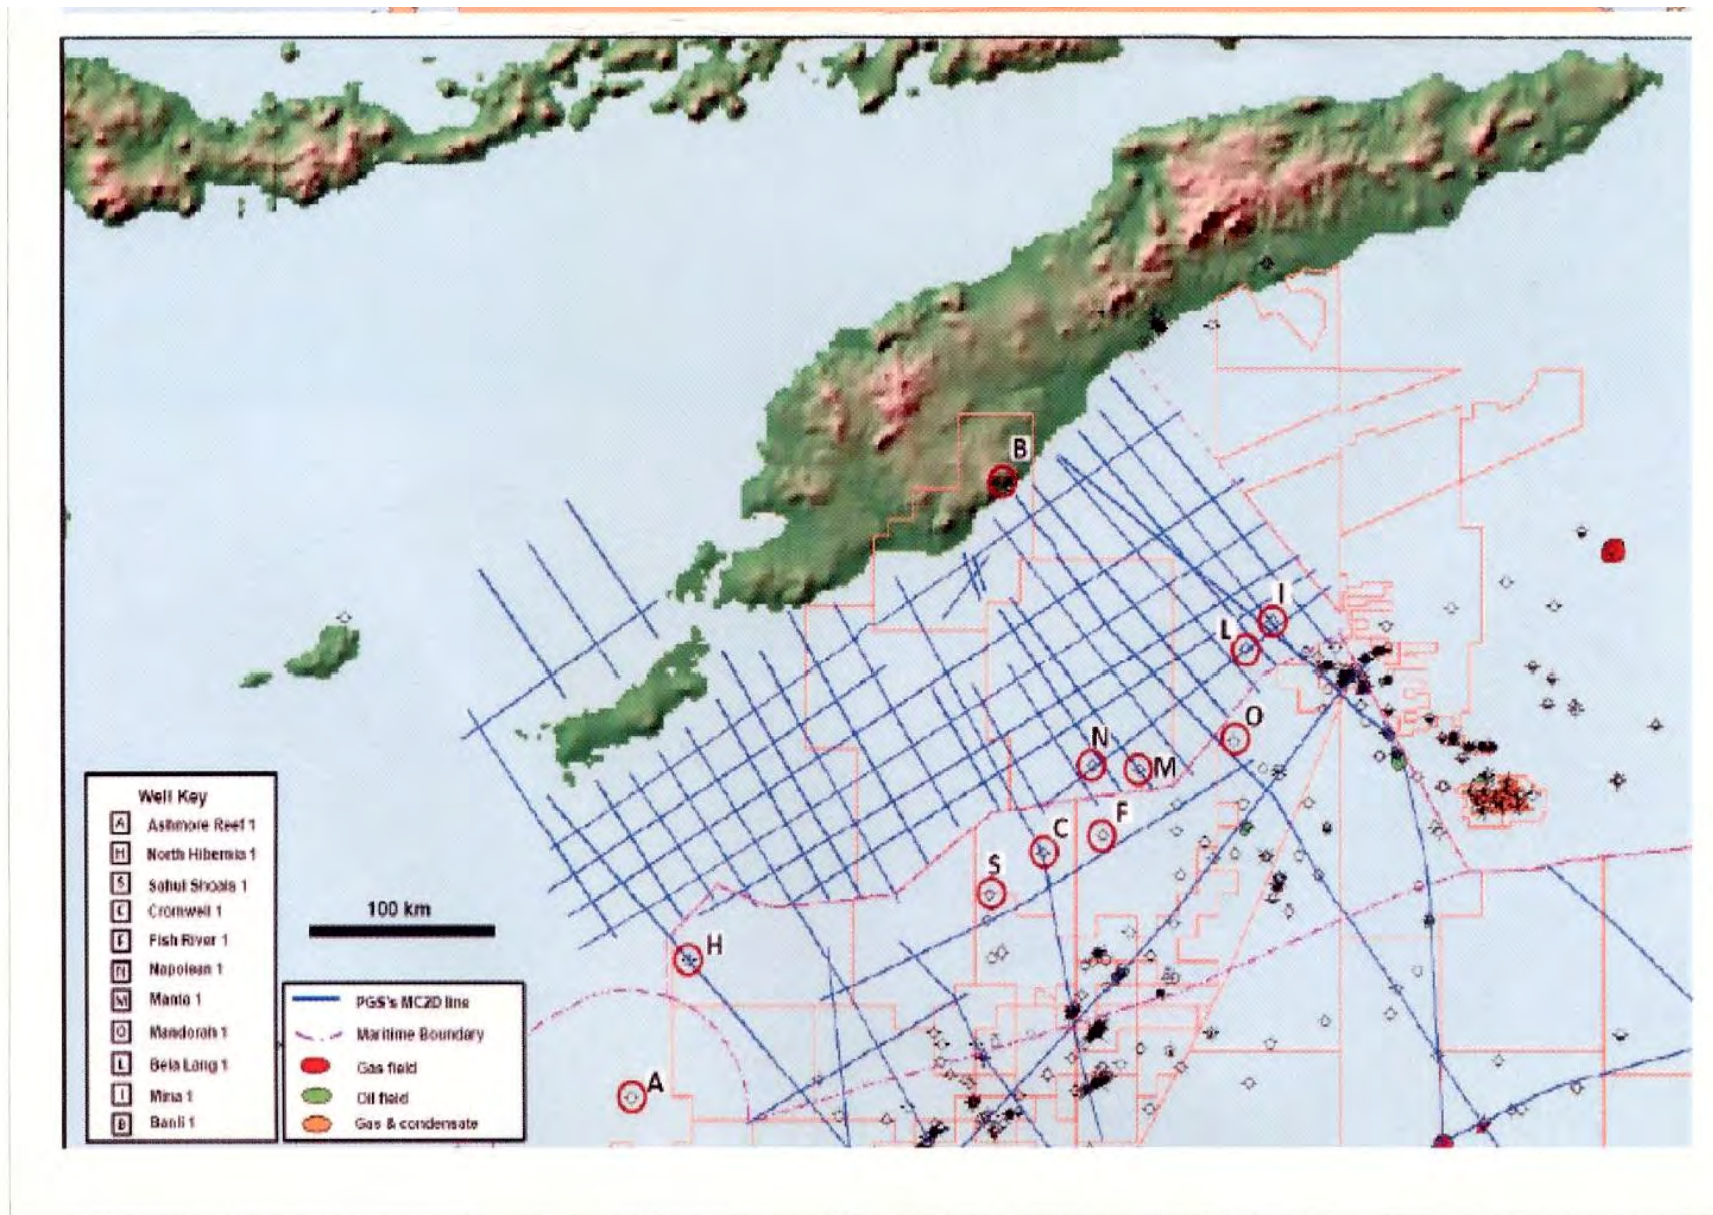 B
I
L
O
N
M
F
C
S
H
A
Well Key
A Ashmore Reef 1
H North Hibernia 1
S Sahul Shoals 1
C Cromwell 1
F Fish River 1
N Napolean 1
M Manta 1
O Mandorah 1
L Bela Lang 1
I Mina 1
B Banli 1
100 km
PGS's MC2D line
Maritime Boundary
Gas field
Oil field
Gas & condensate